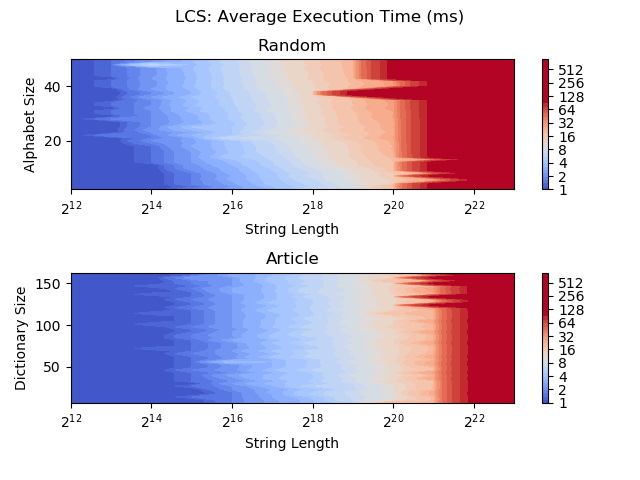 LCS: Average Execution Time (ms)
Random
Alphabet Size
40
20
2^12 2^14 2^16 2^18 2^20 2^22
String Length
512
256
128
64
32
16
8
4
2
1
Article
Dictionary Size
150
100
50
2^12 2^14 2^16 2^18 2^20 2^22
String Length
512
256
128
64
32
16
8
4
2
1